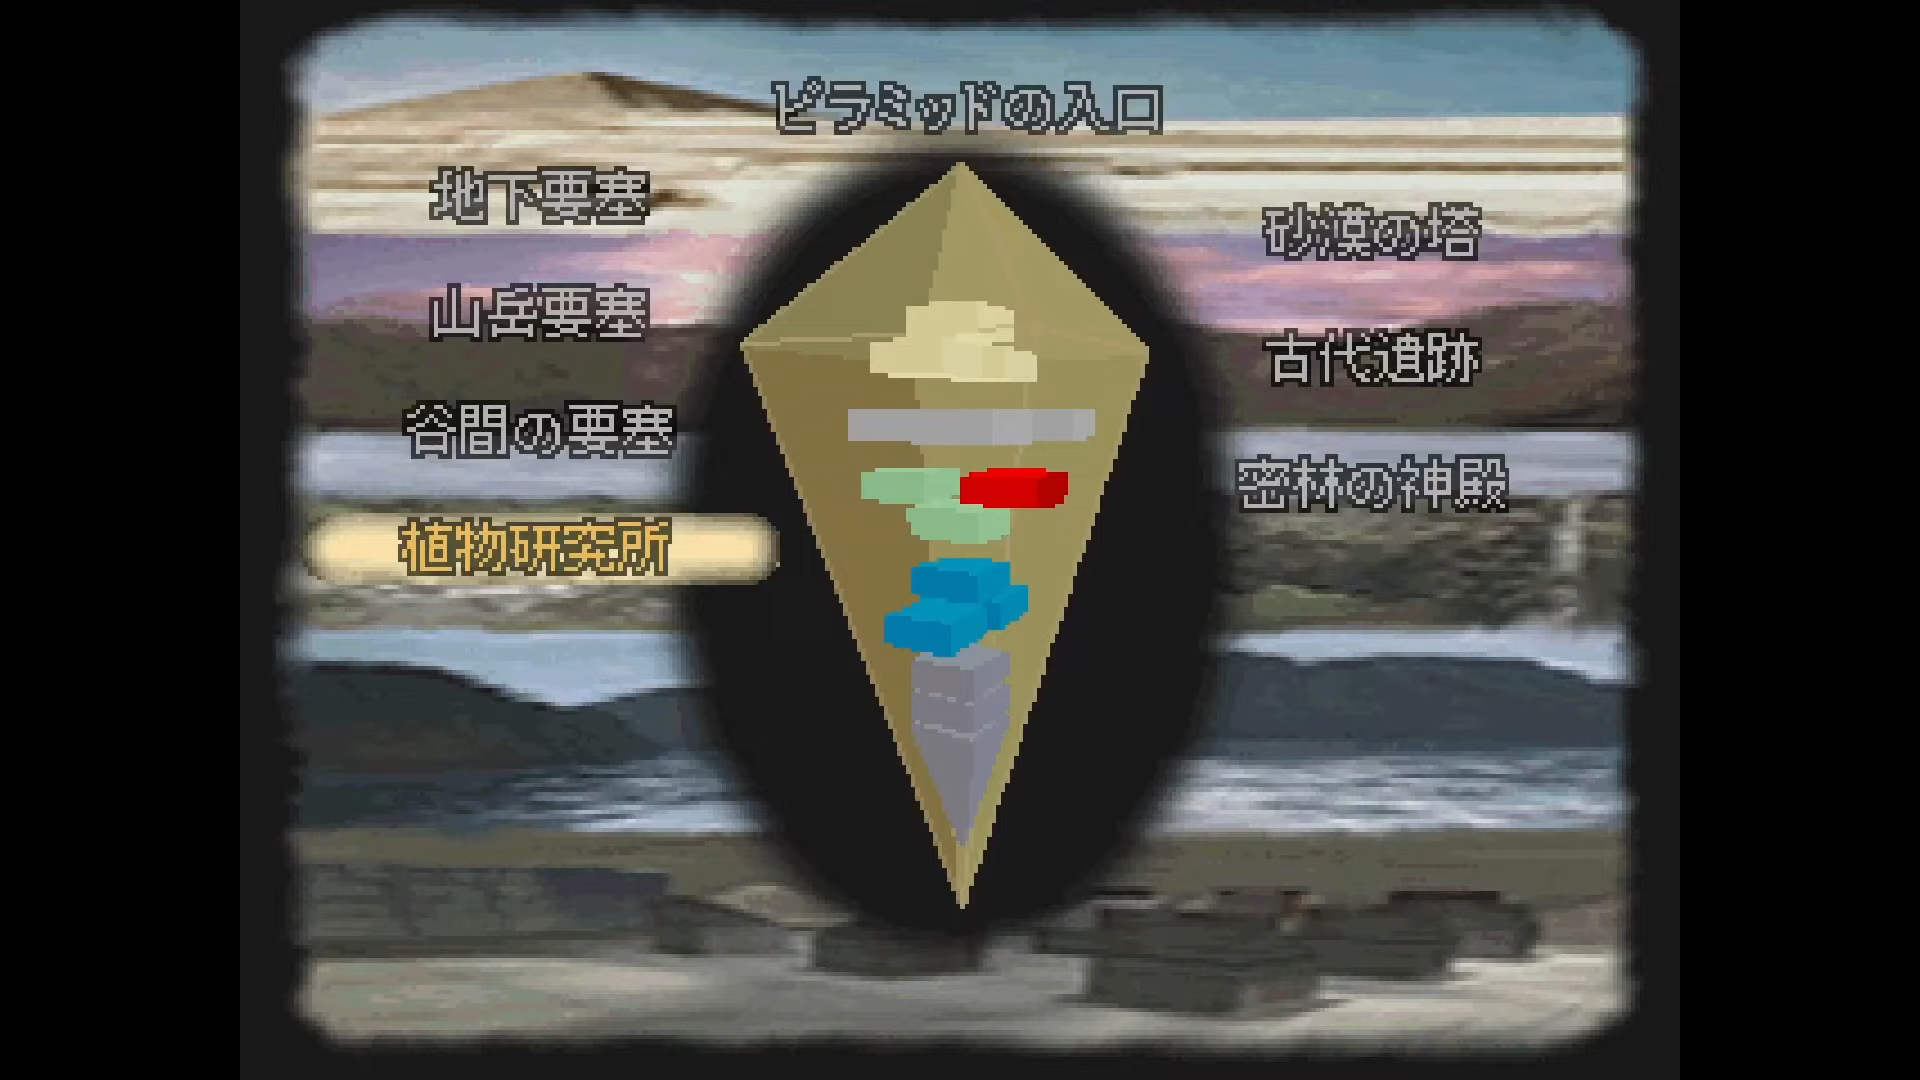 ピラミッドの入口
地下要塞
砂漠の塔
山岳要塞
古代遺跡
谷間の要塞
密林の神殿
植物研究所